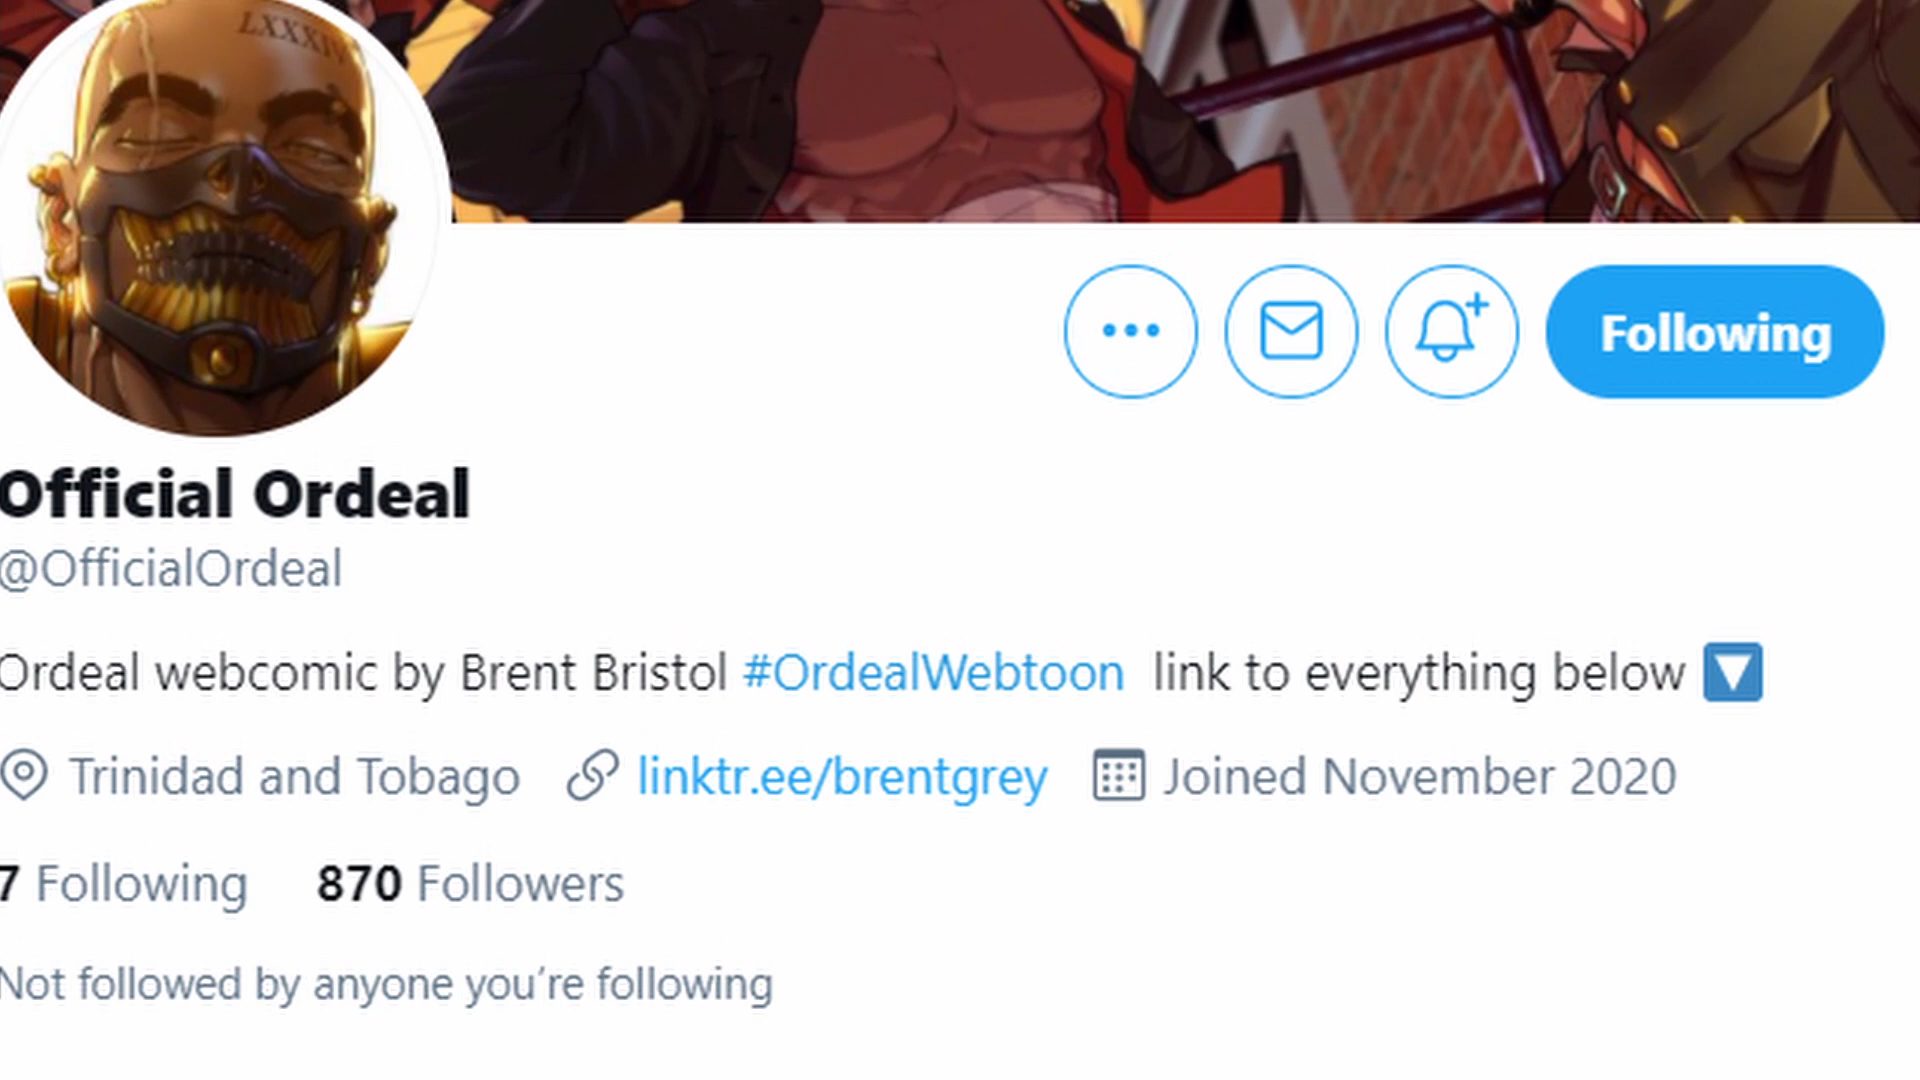 LXXXIV
Official Ordeal
@OfficialOrdeal
Following
Ordeal webcomic by Brent Bristol #OrdealWebtoon link to everything below
Trinidad and Tobago linktr.ee/brentgrey Joined November 2020
7 Following 870 Followers
Not followed by anyone you're following